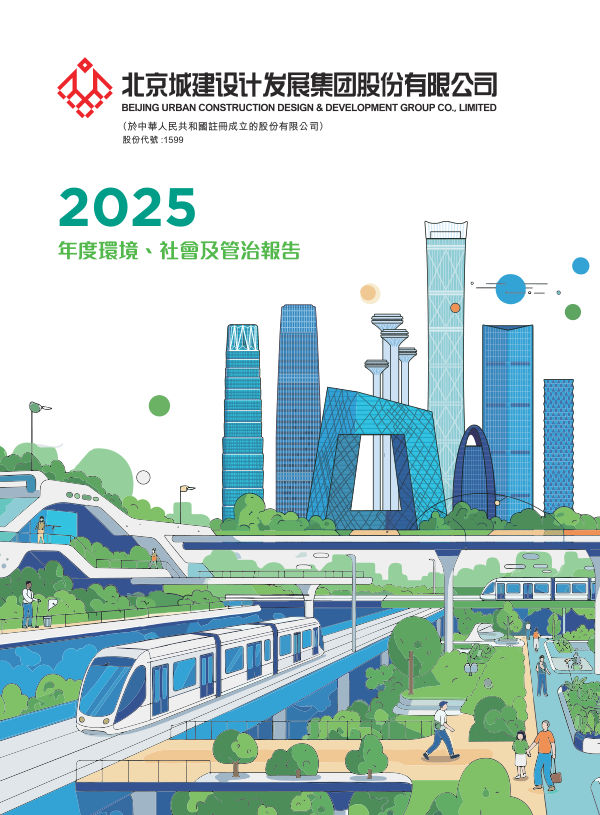 北京城建设计发展集团股份有限公司
BEIJING URBAN CONSTRUCTION DESIGN & DEVELOPMENT GROUP CO., LIMITED
（於中華人民共和國註冊成立的股份有限公司）
股份代號 :1599
2025
年度環境、社會及管治報告